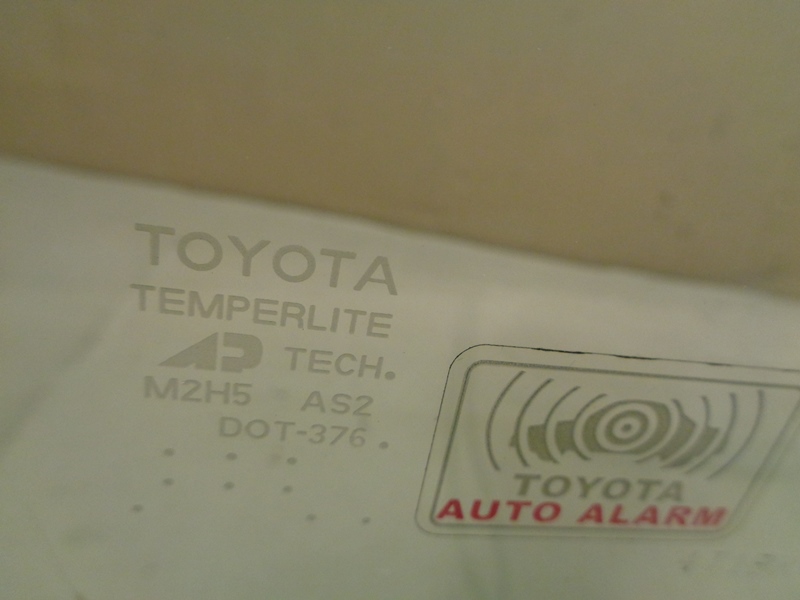 TOYOTA
TEMPERLITE
AP TECH.
M2H5 AS2
DOT-376.
TOYOTA
AUTO ALARM